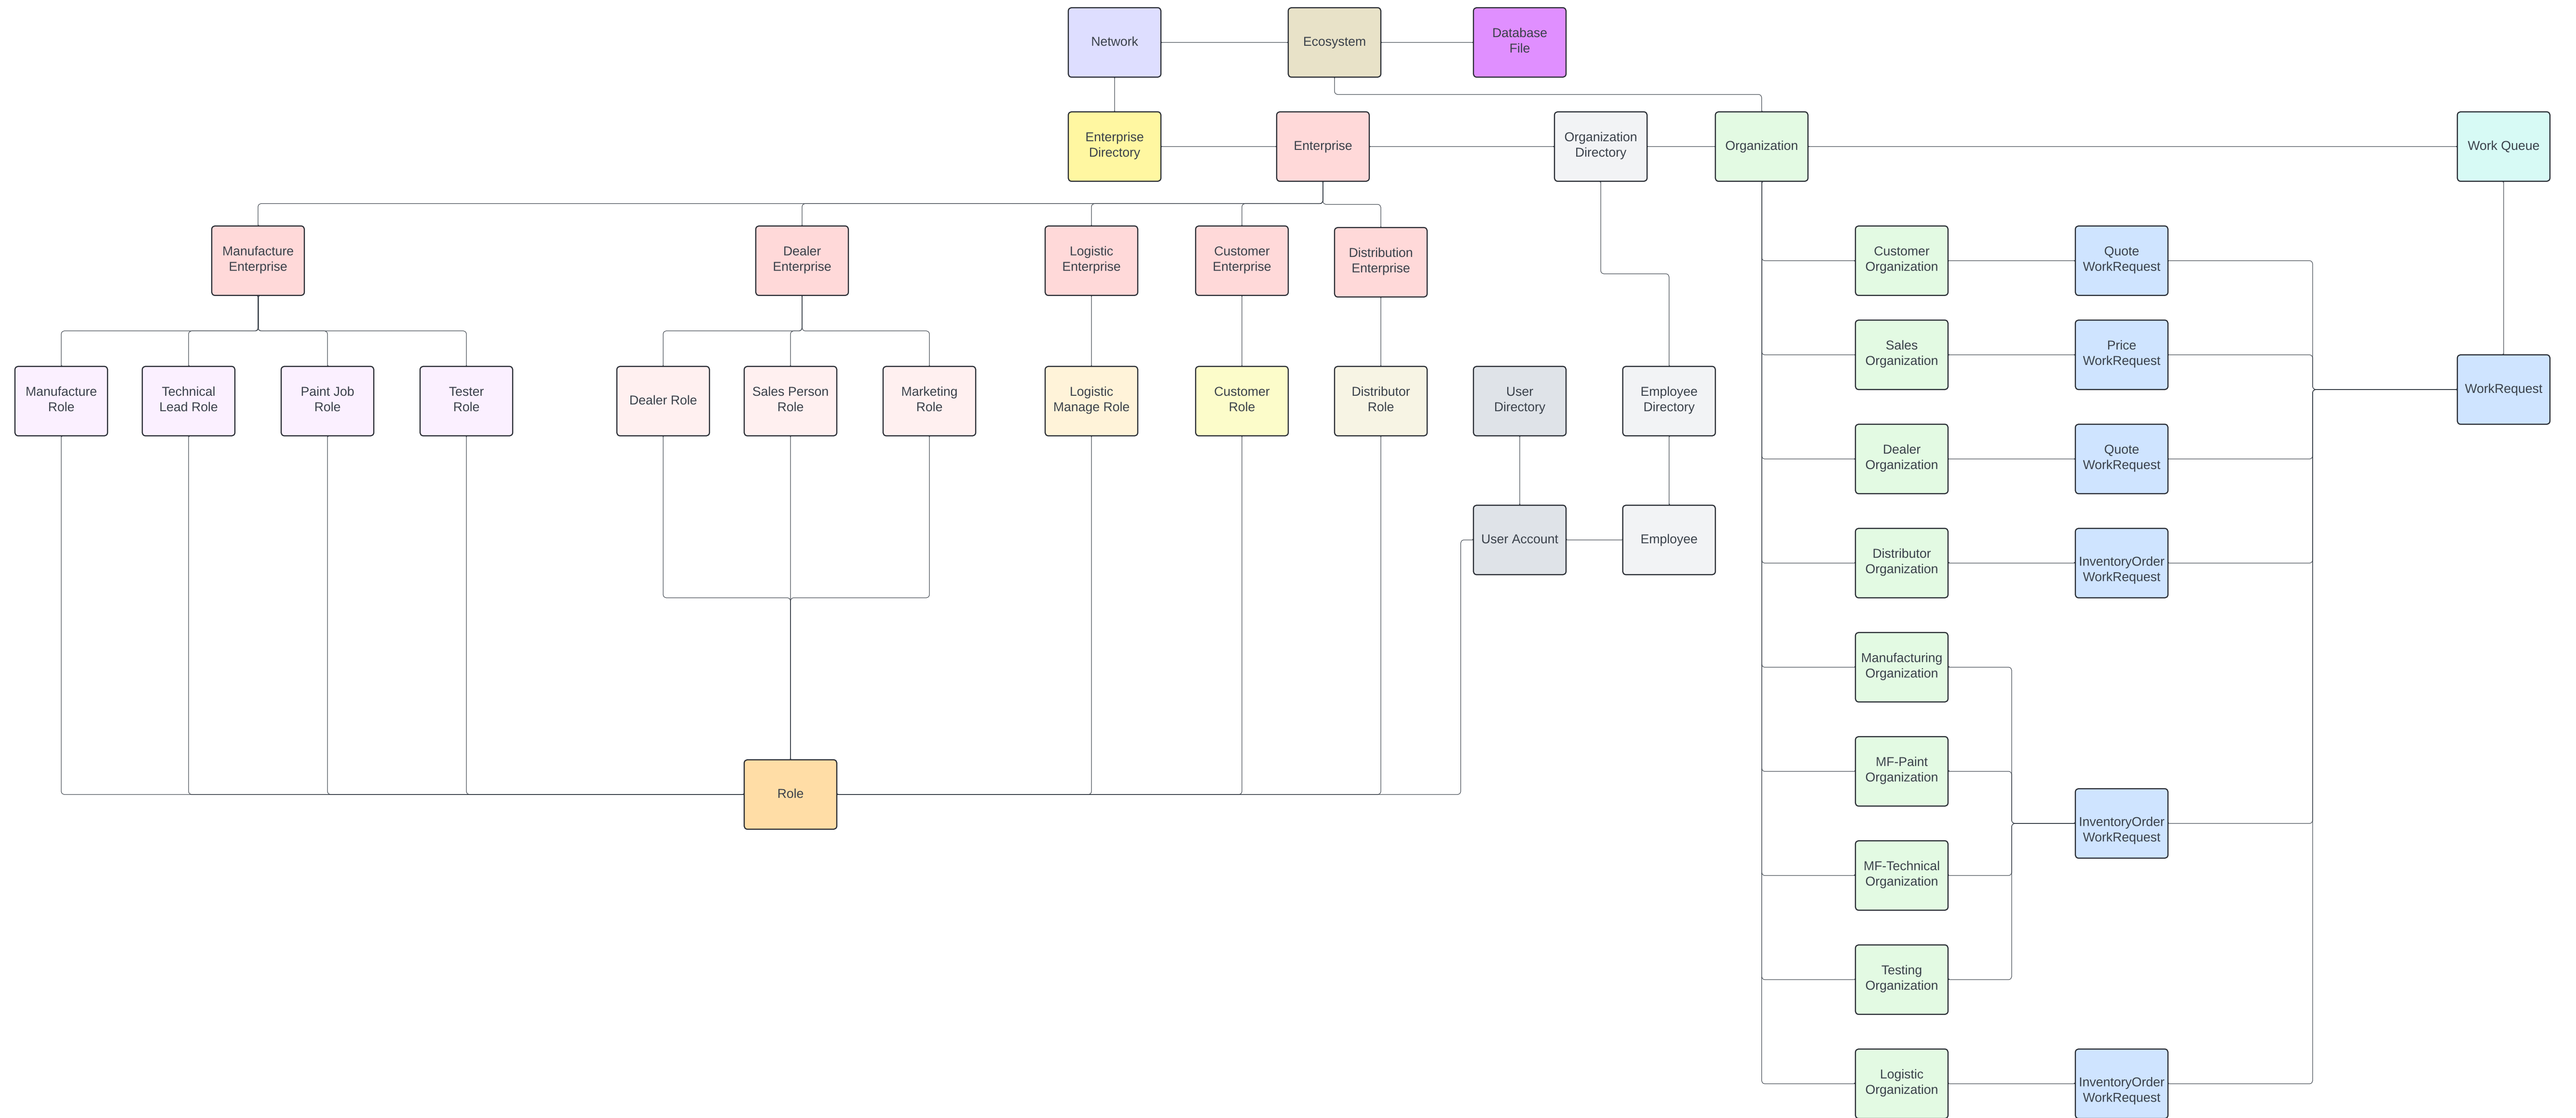 Network
Ecosystem
Database
File
Enterprise
Directory
Enterprise
Organization
Directory
Organization
Work Queue
Manufacture
Enterprise
Dealer
Enterprise
Logistic
Enterprise
Customer
Enterprise
Distribution
Enterprise
Customer
Organization
Quote
WorkRequest
Sales
Organization
Price
WorkRequest
WorkRequest
Manufacture
Role
Technical
Lead Role
Paint Job
Role
Tester
Role
Dealer Role
Sales Person
Role
Marketing
Role
Logistic
Manage Role
Customer
Role
Distributor
Role
User
Directory
Employee
Directory
Dealer
Organization
Quote
WorkRequest
User Account
Employee
Distributor
Organization
InventoryOrder
WorkRequest
Manufacturing
Organization
MF-Paint
Organization
Role
InventoryOrder
WorkRequest
MF-Technical
Organization
Testing
Organization
Logistic
Organization
InventoryOrder
WorkRequest